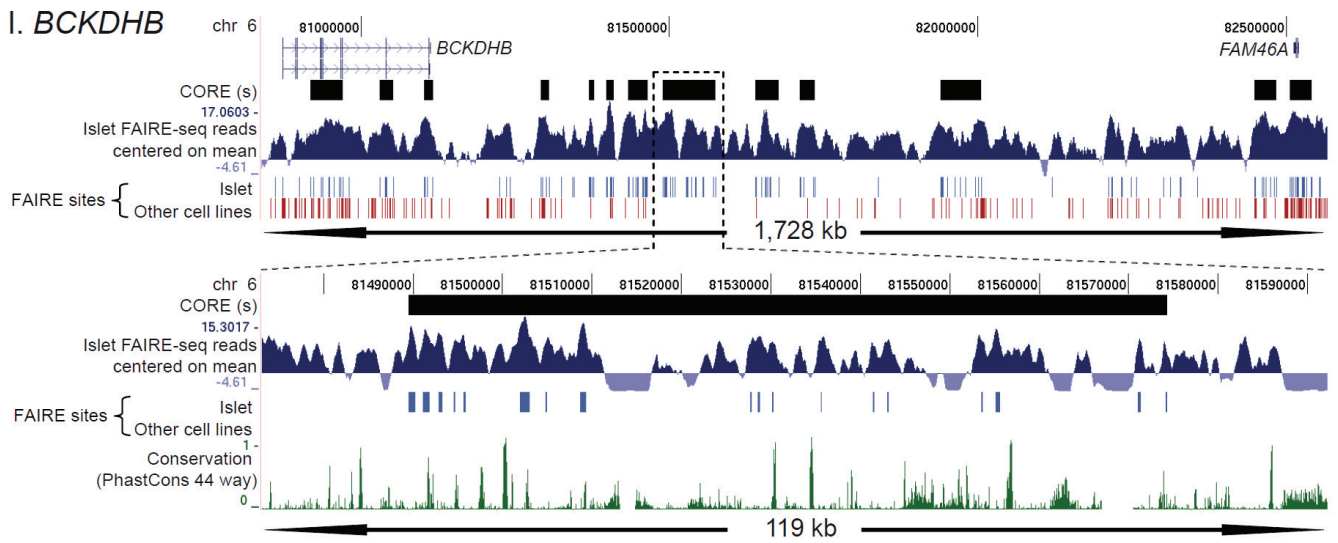 I. BCKDHB
chr 6 81000000 81500000 82000000 82500000
BCKDHB FAM46A
CORE (s)
17.0603 -
Islet FAIRE-seq reads
centered on mean
-4.61 _
FAIRE sites { Islet
Other cell lines
1,728 kb
chr 6 81490000 81500000 81510000 81520000 81530000 81540000 81550000 81560000 81570000 81580000 81590000
CORE (s)
15.3017 -
Islet FAIRE-seq reads
centered on mean
-4.61 _
FAIRE sites { Islet
Other cell lines
1 -
Conservation
(PhastCons 44 way)
0 _
119 kb